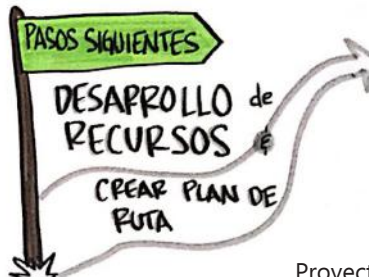 PASOS SIGUIENTES
DESARROLLO de
RECURSOS &
CREAR PLAN DE
RUTA
Proyect